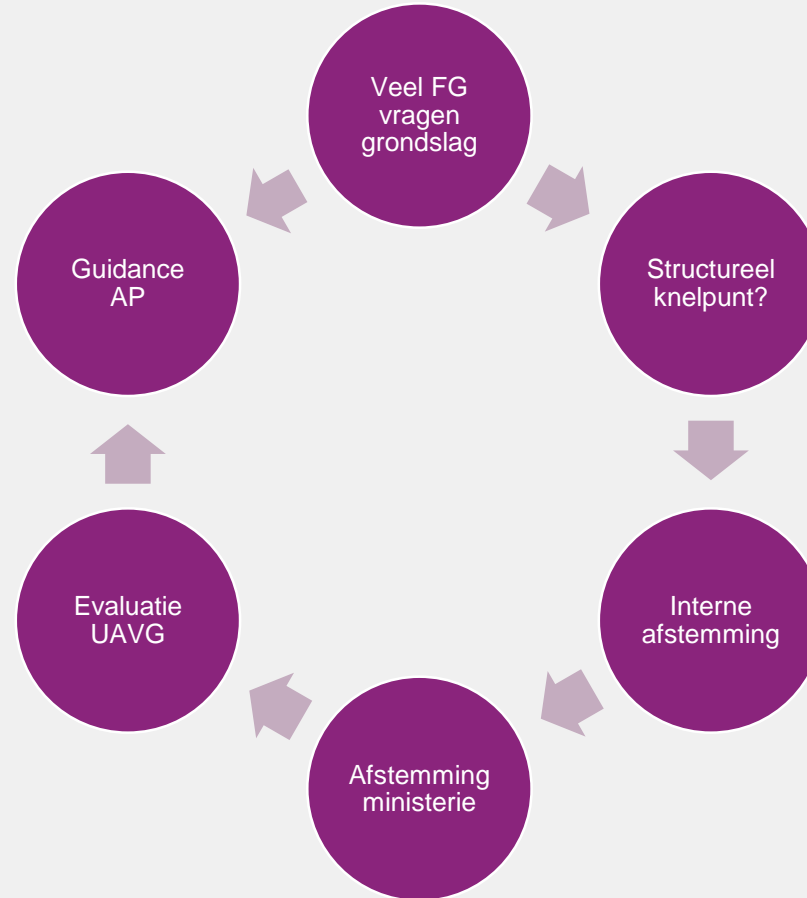 Veel FG
vragen
grondslag
Structureel
knelpunt?
Interne
afstemming
Afstemming
ministerie
Evaluatie
UAVG
Guidance
AP